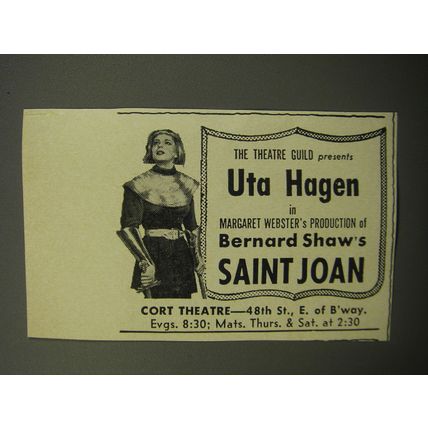 THE THEATRE GUILD presents
Uta Hagen
in
MARGARET WEBSTER'S PRODUCTION of
Bernard Shaw's
SAINT JOAN
CORT THEATRE—48th St., E. of B'way.
Evgs. 8:30; Mats. Thurs. & Sat. at 2:30